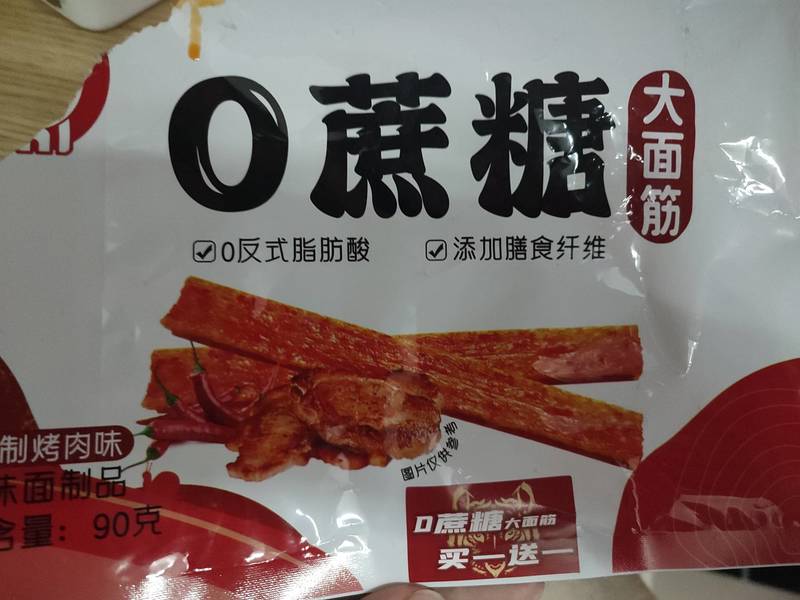 0蔗糖
大面筋
0反式脂肪酸
添加膳食纤维
制烤肉味
味面制品
含量：90克
图片仅供参考
0蔗糖大面筋
买一送一